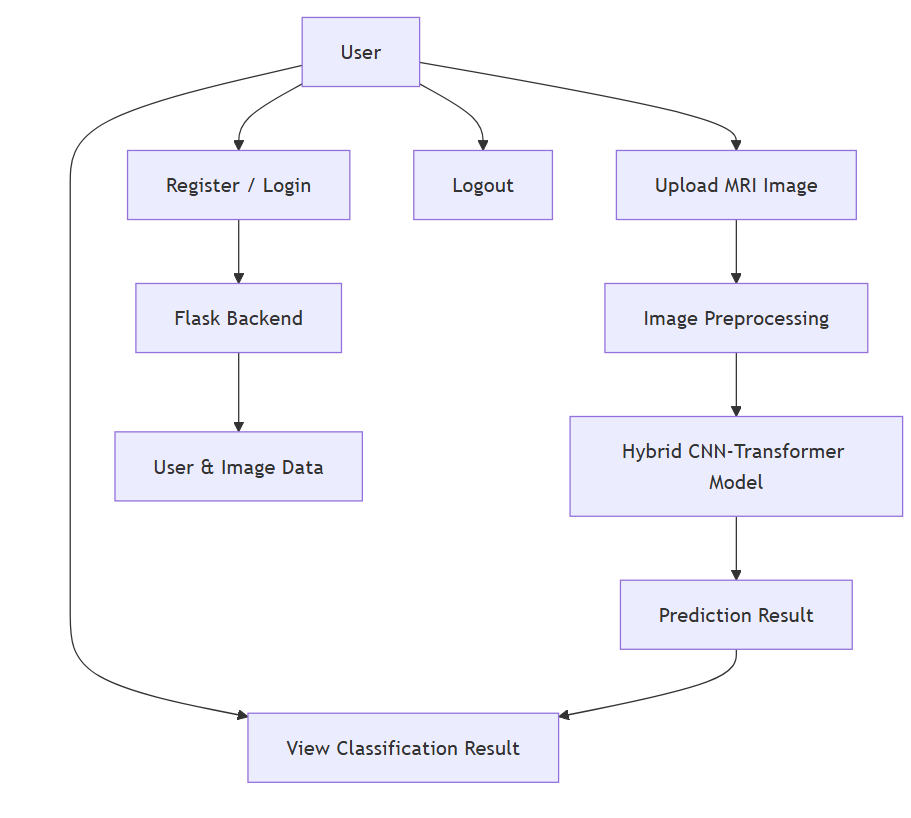 User
Register / Login
Logout
Upload MRI Image
Flask Backend
Image Preprocessing
User & Image Data
Hybrid CNN-Transformer
Model
Prediction Result
View Classification Result